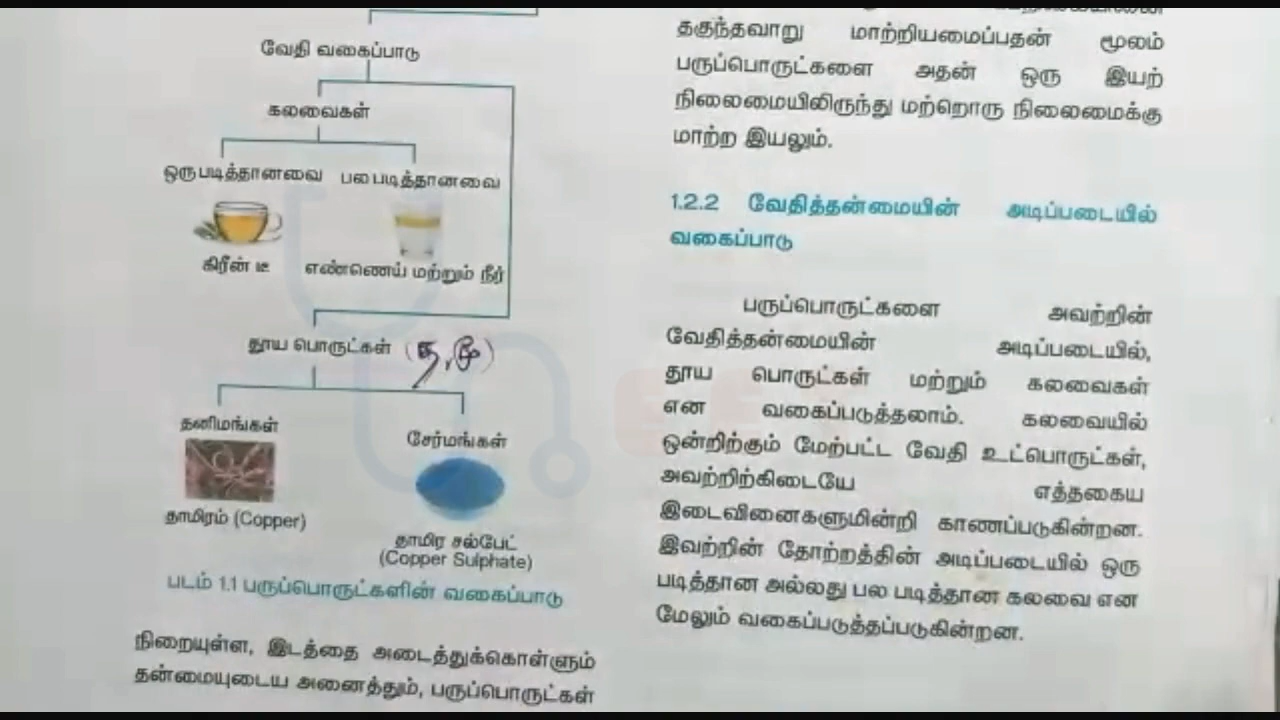 வேதி வகைப்பாடு
கலவைகள்
ஒருபடித்தானவை பலபடித்தானவை
கிரீன் டீ எண்ணெய் மற்றும் நீர்
தூய பொருட்கள்
தனிமங்கள் சேர்மங்கள்
தாமிரம் (Copper)
தாமிர சல்பேட்
(Copper Sulphate)
படம் 1.1 பருப்பொருட்களின் வகைப்பாடு
நிறையுள்ள, இடத்தை அடைத்துக்கொள்ளும்
தன்மையுடைய அனைத்தும், பருப்பொருட்கள்
தகுந்தவாறு மாற்றியமைப்பதன் மூலம்
பருப்பொருட்களை அதன் ஒரு இயற்
நிலைமையிலிருந்து மற்றொரு நிலைமைக்கு
மாற்ற இயலும்.
1.2.2 வேதித்தன்மையின் அடிப்படையில்
வகைப்பாடு
பருப்பொருட்களை அவற்றின்
வேதித்தன்மையின் அடிப்படையில்,
தூய பொருட்கள் மற்றும் கலவைகள்
என வகைப்படுத்தலாம். கலவையில்
ஒன்றிற்கும் மேற்பட்ட வேதி உட்பொருட்கள்,
அவற்றிற்கிடையே எத்தகைய
இடைவினைகளுமின்றி காணப்படுகின்றன.
இவற்றின் தோற்றத்தின் அடிப்படையில் ஒரு
படித்தான அல்லது பல படித்தான கலவை என
மேலும் வகைப்படுத்தப்படுகின்றன.